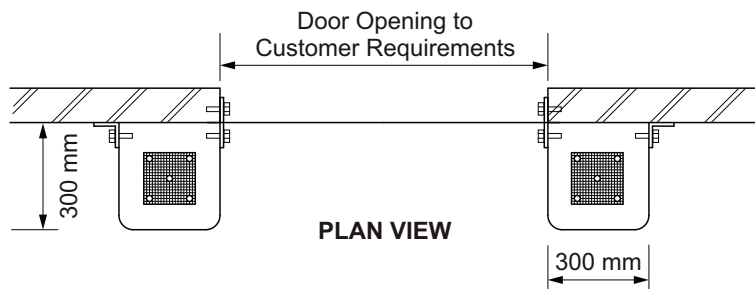 Door Opening to
Customer Requirements
300 mm
PLAN VIEW
300 mm